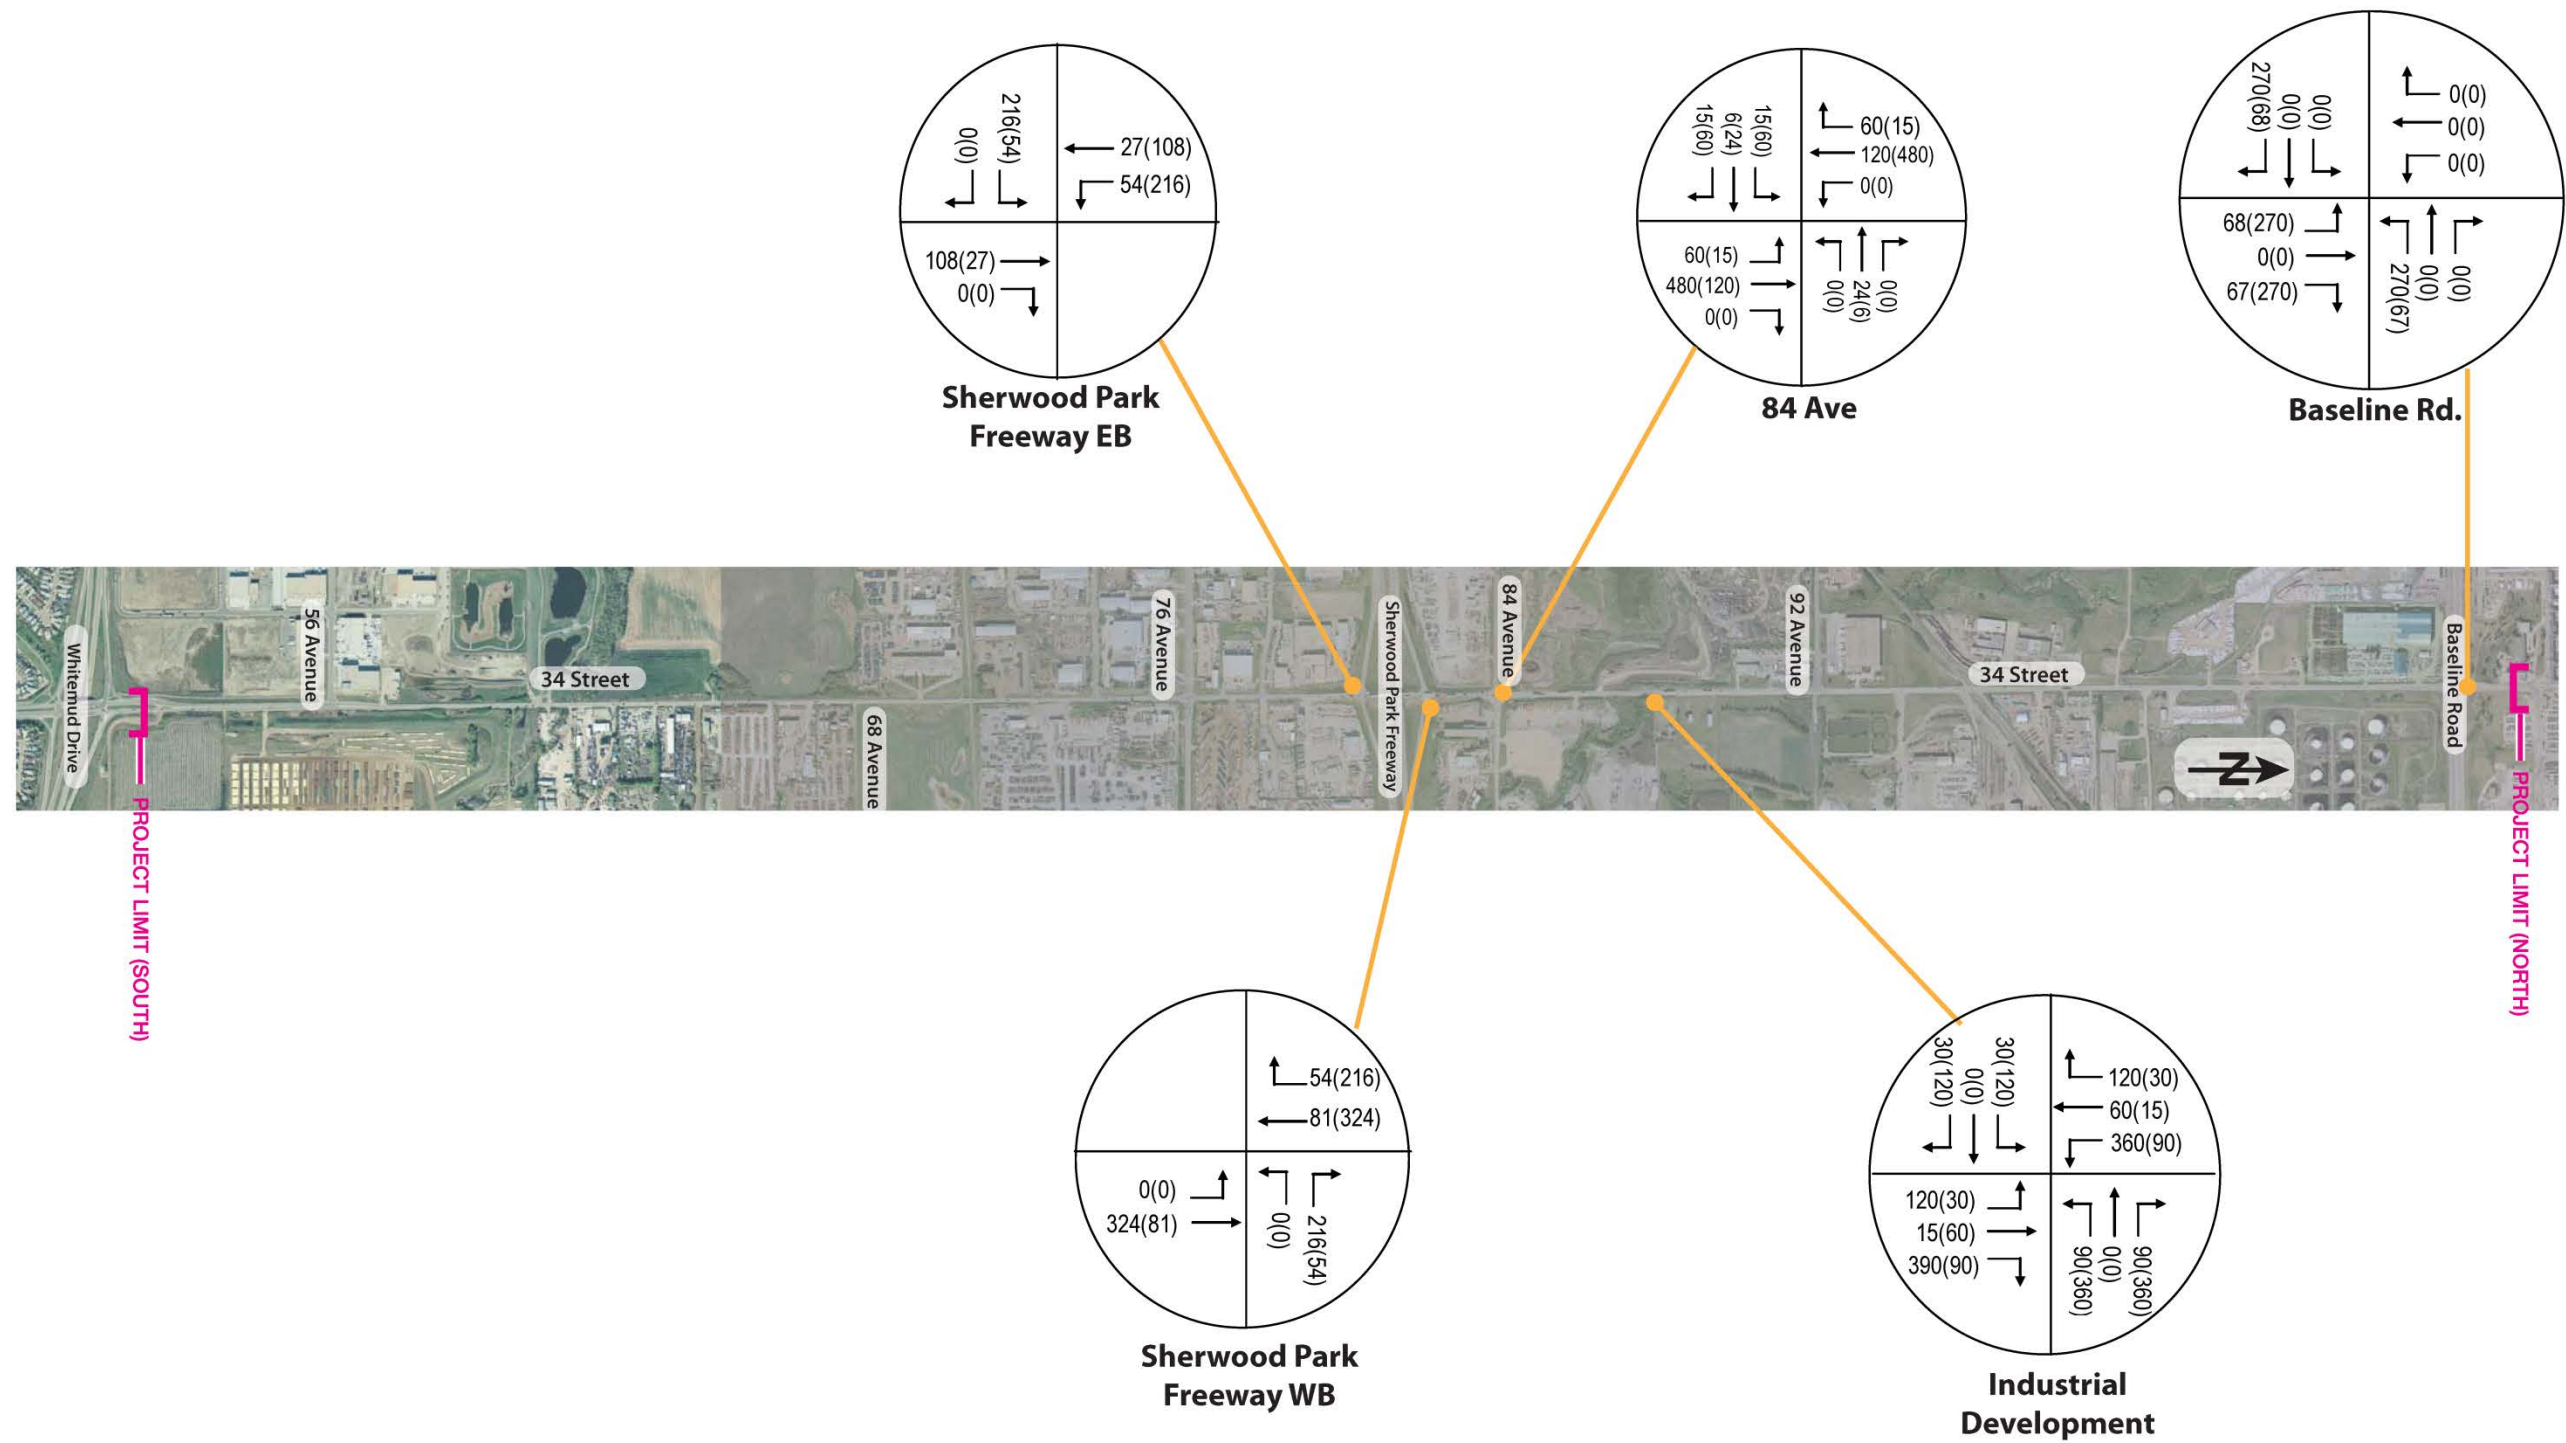 216(54)
0(0)
27(108)
54(216)
108(27)
0(0)
Sherwood Park
Freeway EB
15(60)
6(24)
15(60)
60(15)
120(480)
0(0)
60(15)
480(120)
0(0)
0(0)
24(6)
0(0)
84 Ave
270(68)
0(0)
0(0)
0(0)
0(0)
0(0)
68(270)
0(0)
67(270)
270(67)
0(0)
0(0)
Baseline Rd.
Whitemud Drive
56 Avenue
34 Street
68 Avenue
76 Avenue
Sherwood Park Freeway
84 Avenue
92 Avenue
34 Street
Baseline Road
N
PROJECT LIMIT (SOUTH)
PROJECT LIMIT (NORTH)
54(216)
81(324)
0(0)
324(81)
0(0)
216(54)
Sherwood Park
Freeway WB
30(120)
0(0)
30(120)
120(30)
60(15)
360(90)
120(30)
15(60)
390(90)
90(360)
0(0)
90(360)
Industrial
Development